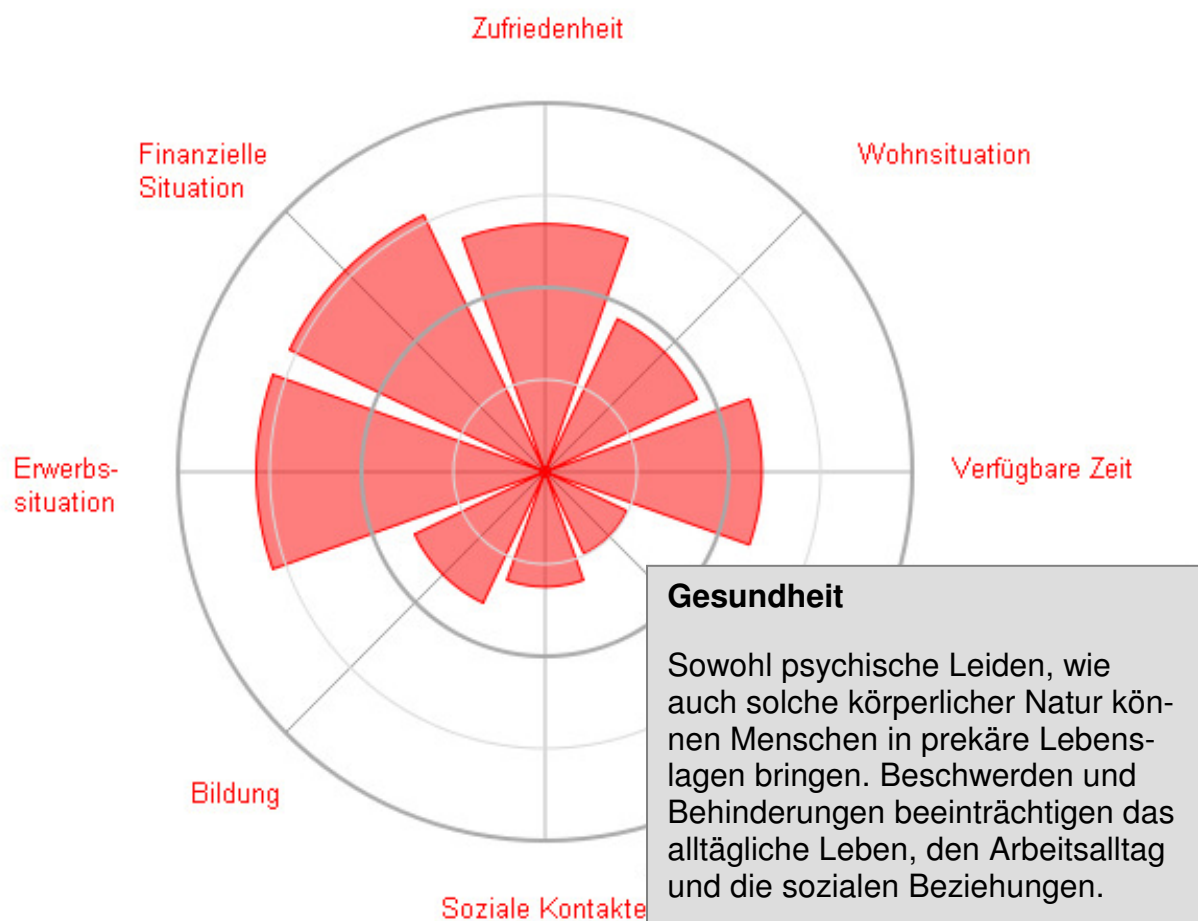 Zufriedenheit
Finanzielle
Situation
Wohnsituation
Erwerbs-
situation
Verfügbare Zeit
Bildung
Soziale Kontakte
Gesundheit
Sowohl psychische Leiden, wie
auch solche körperlicher Natur kön-
nen Menschen in prekäre Lebens-
lagen bringen. Beschwerden und
Behinderungen beeinträchtigen das
alltägliche Leben, den Arbeitsalltag
und die sozialen Beziehungen.